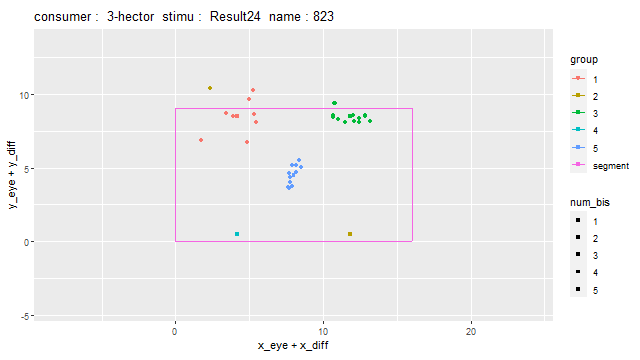 consumer :  3-hector  stimu :  Result24  name : 823
y_eye + y_diff
10
5
0
-5
0
10
20
x_eye + x_diff
group
1
2
3
4
5
segment
num_bis
1
2
3
4
5